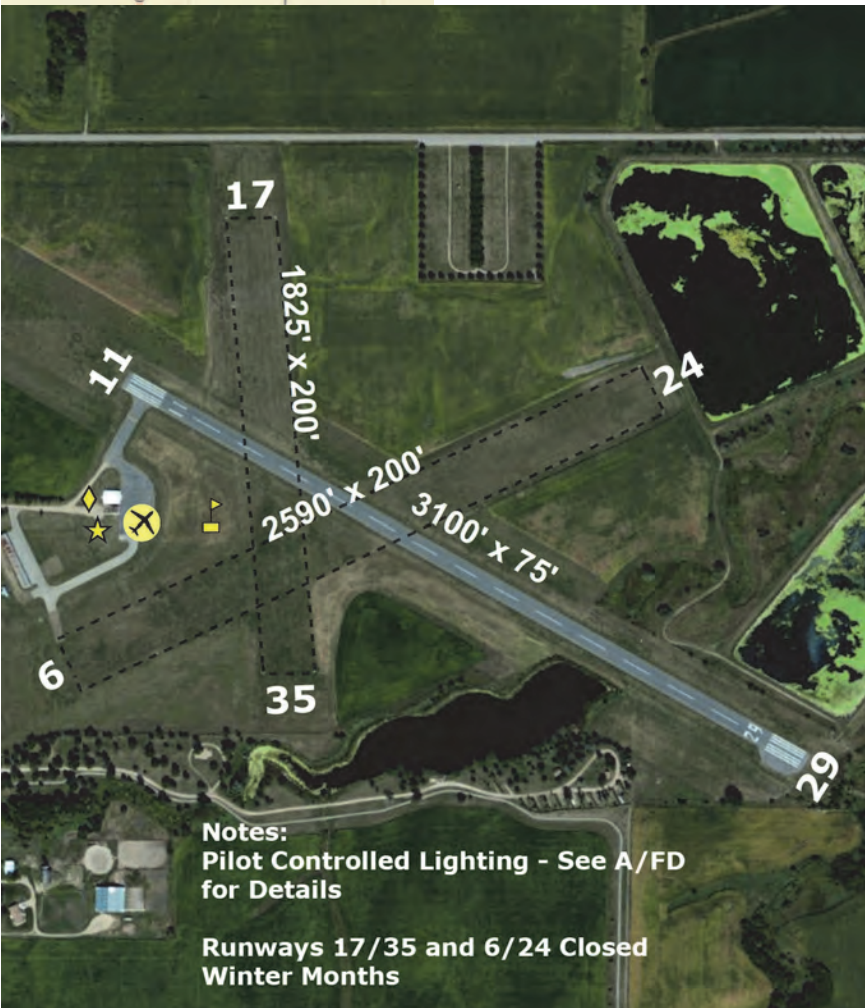 17
1825' x 200'
11
24
2590' x 200'
3100' x 75'
6
35
29
29
Notes:
Pilot Controlled Lighting - See A/FD
for Details
Runways 17/35 and 6/24 Closed
Winter Months